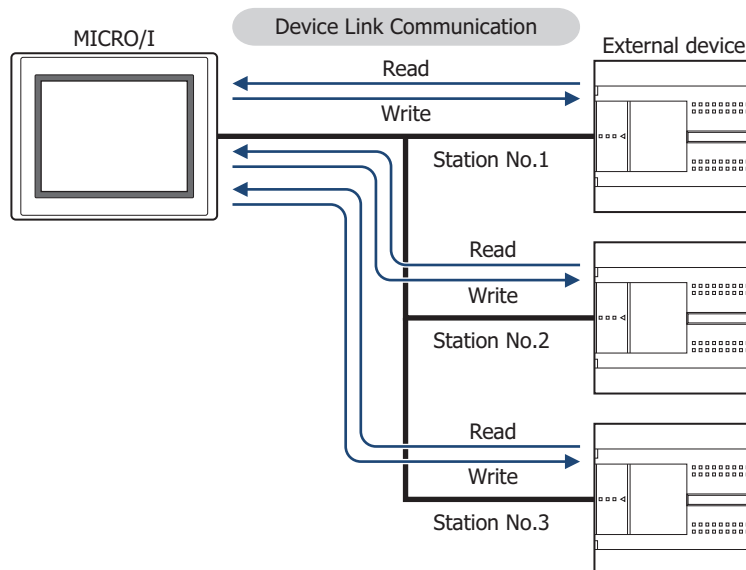 Device Link Communication
MICRO/I
External device
Read
Write
Station No.1
Read
Write
Station No.2
Read
Write
Station No.3